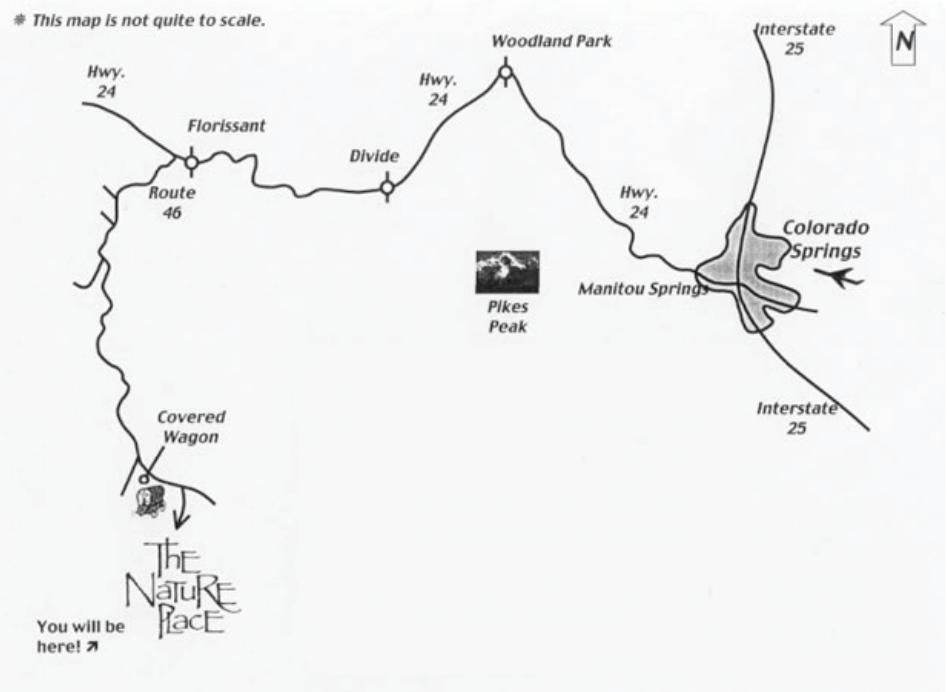 * This map is not quite to scale.
Interstate
25
N
Woodland Park
Hwy.
24
Hwy.
24
Florissant
Divide
Route
46
Hwy.
24
Colorado
Springs
Manitou Springs
Pikes
Peak
Interstate
25
Covered
Wagon
The
Nature
Place
You will be
here!